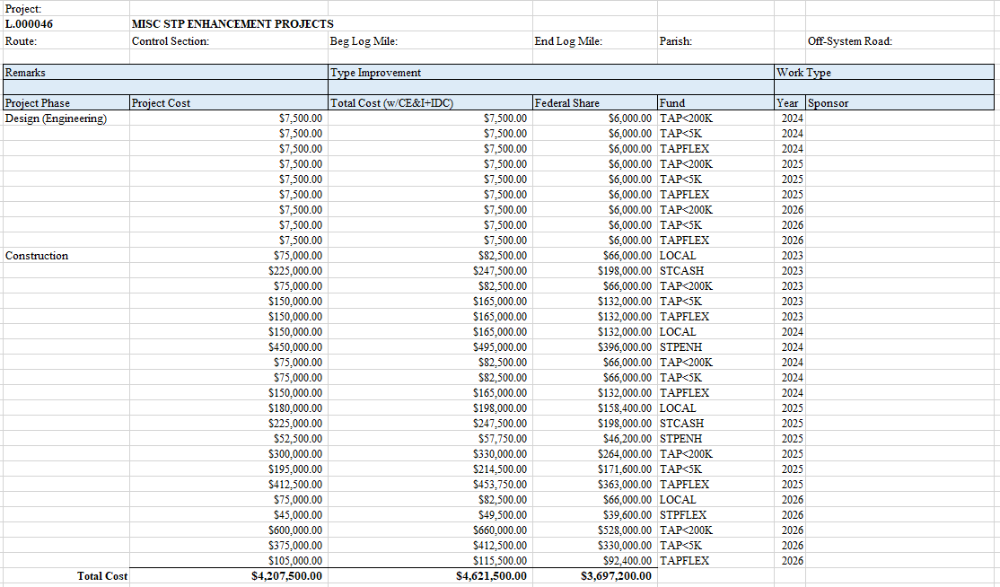 Project:
L.000046 MISC STP ENHANCEMENT PROJECTS
Route: Control Section: Beg Log Mile: End Log Mile: Parish: Off-System Road:
Remarks Type Improvement Work Type
Project Phase Project Cost Total Cost (w/CE&I+IDC) Federal Share Fund Year Sponsor
Design (Engineering) $7,500.00 $7,500.00 $6,000.00 TAP<200K 2024
$7,500.00 $7,500.00 $6,000.00 TAP<5K 2024
$7,500.00 $7,500.00 $6,000.00 TAPFLEX 2024
$7,500.00 $7,500.00 $6,000.00 TAP<200K 2025
$7,500.00 $7,500.00 $6,000.00 TAP<5K 2025
$7,500.00 $7,500.00 $6,000.00 TAPFLEX 2025
$7,500.00 $7,500.00 $6,000.00 TAP<200K 2026
$7,500.00 $7,500.00 $6,000.00 TAP<5K 2026
$7,500.00 $7,500.00 $6,000.00 TAPFLEX 2026
Construction $75,000.00 $82,500.00 $66,000.00 LOCAL 2023
$225,000.00 $247,500.00 $198,000.00 STCASH 2023
$75,000.00 $82,500.00 $66,000.00 TAP<200K 2023
$150,000.00 $165,000.00 $132,000.00 TAP<5K 2023
$150,000.00 $165,000.00 $132,000.00 TAPFLEX 2023
$150,000.00 $165,000.00 $132,000.00 LOCAL 2024
$450,000.00 $495,000.00 $396,000.00 STPENH 2024
$75,000.00 $82,500.00 $66,000.00 TAP<200K 2024
$75,000.00 $82,500.00 $66,000.00 TAP<5K 2024
$150,000.00 $165,000.00 $132,000.00 TAPFLEX 2024
$180,000.00 $198,000.00 $158,400.00 LOCAL 2025
$225,000.00 $247,500.00 $198,000.00 STCASH 2025
$52,500.00 $57,750.00 $46,200.00 STPENH 2025
$300,000.00 $330,000.00 $264,000.00 TAP<200K 2025
$195,000.00 $214,500.00 $171,600.00 TAP<5K 2025
$412,500.00 $453,750.00 $363,000.00 TAPFLEX 2025
$75,000.00 $82,500.00 $66,000.00 LOCAL 2026
$45,000.00 $49,500.00 $39,600.00 STPFLEX 2026
$600,000.00 $660,000.00 $528,000.00 TAP<200K 2026
$375,000.00 $412,500.00 $330,000.00 TAP<5K 2026
$105,000.00 $115,500.00 $92,400.00 TAPFLEX 2026
Total Cost $4,207,500.00 $4,621,500.00 $3,697,200.00